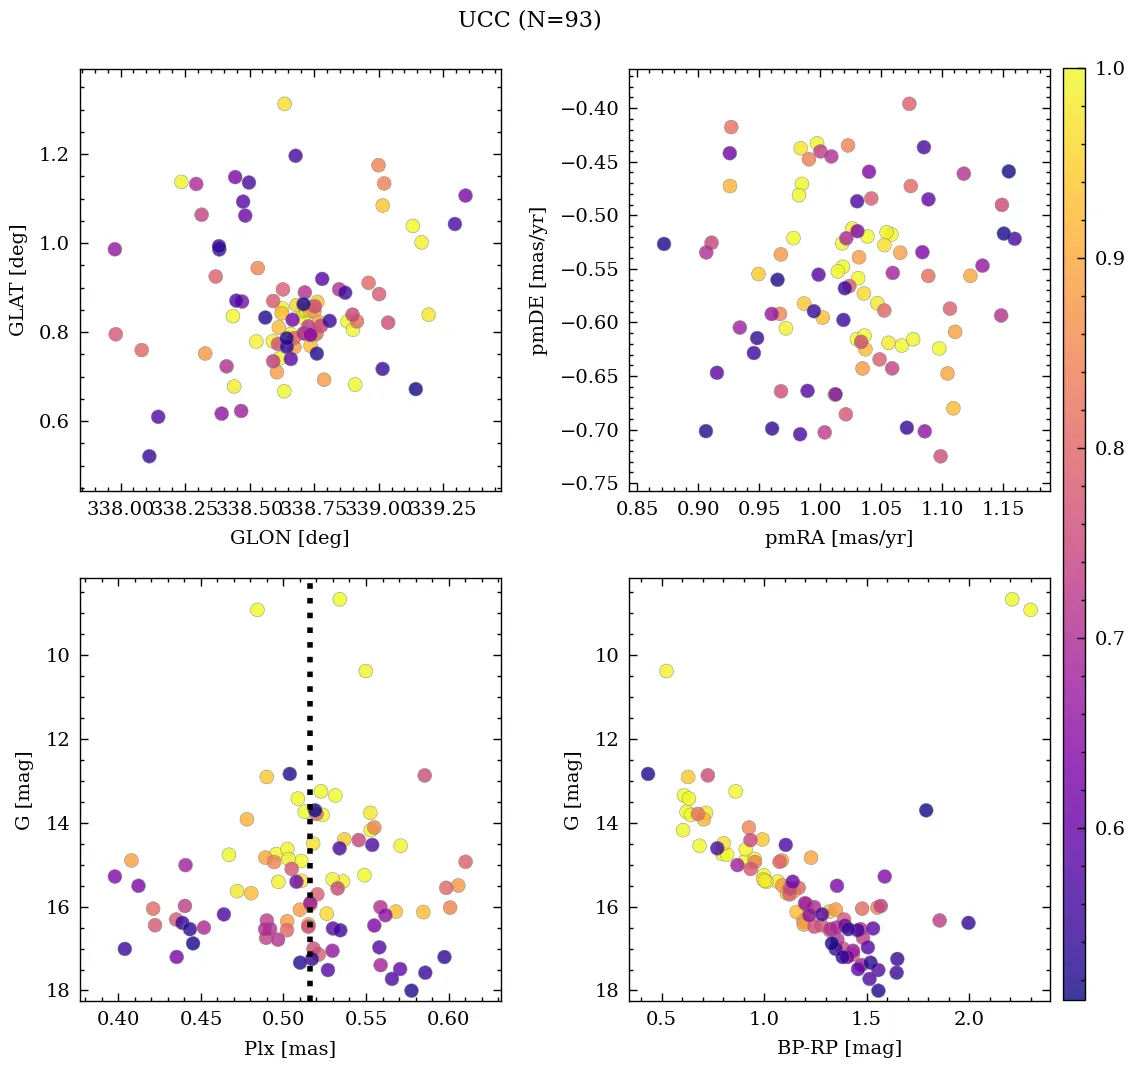 UCC (N=93)
1.2
1.0
0.8
0.6
GLAT [deg]
338.00 338.25 338.50 338.75 339.00 339.25
GLON [deg]
−0.40
−0.45
−0.50
−0.55
−0.60
−0.65
−0.70
−0.75
pmDE [mas/yr]
0.85 0.90 0.95 1.00 1.05 1.10 1.15
pmRA [mas/yr]
10
12
14
16
18
G [mag]
0.40 0.45 0.50 0.55 0.60
Plx [mas]
10
12
14
16
18
G [mag]
0.5 1.0 1.5 2.0
BP-RP [mag]
1.0
0.9
0.8
0.7
0.6